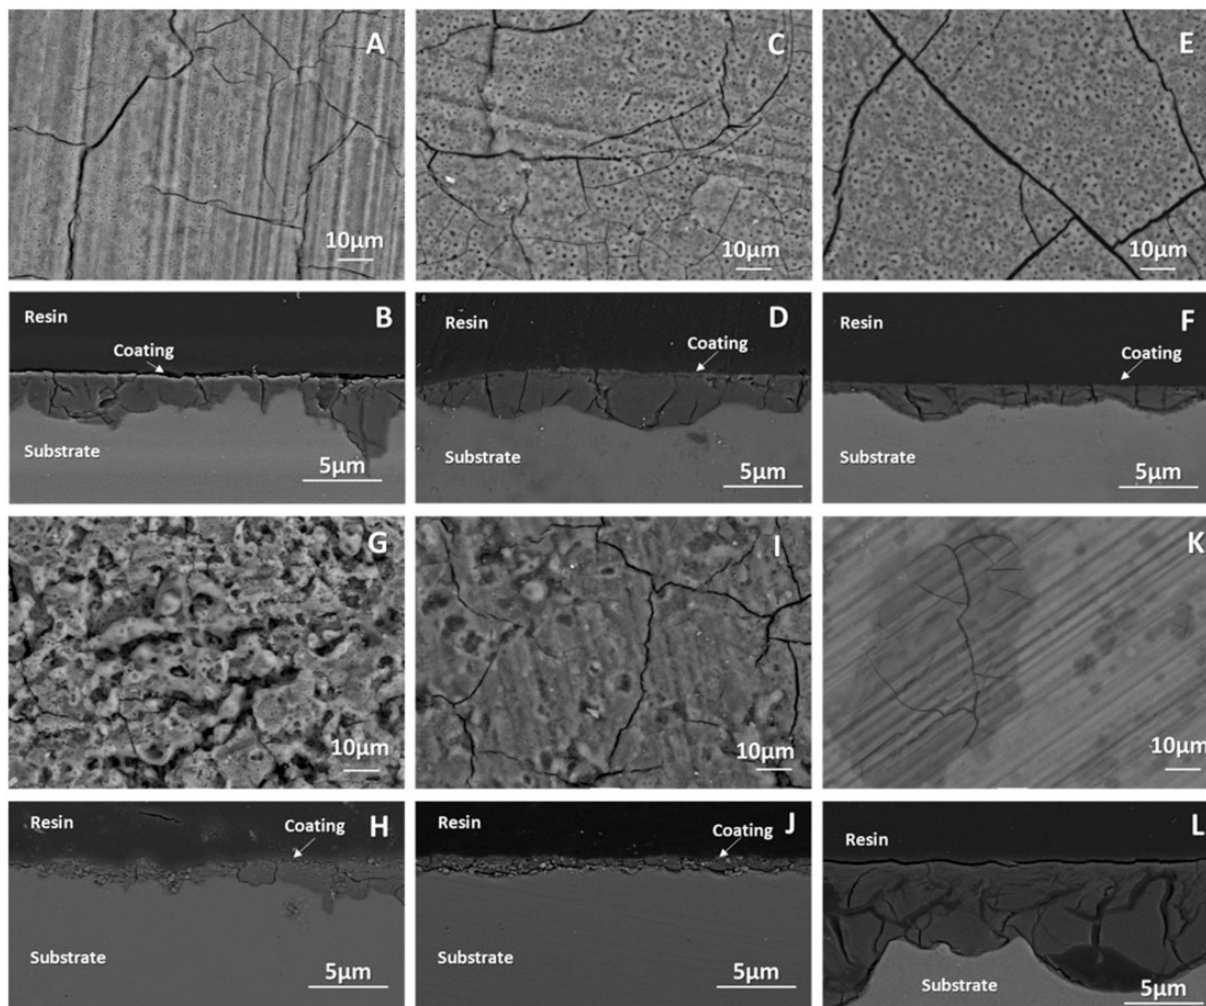 A
10µm
C
10µm
E
10µm
Resin
B
Coating
Substrate
5µm
Resin
D
Coating
Substrate
5µm
Resin
F
Coating
Substrate
5µm
G
10µm
I
10µm
K
10µm
Resin
H
Coating
Substrate
5µm
Resin
J
Coating
Substrate
5µm
Resin
L
Substrate
5µm